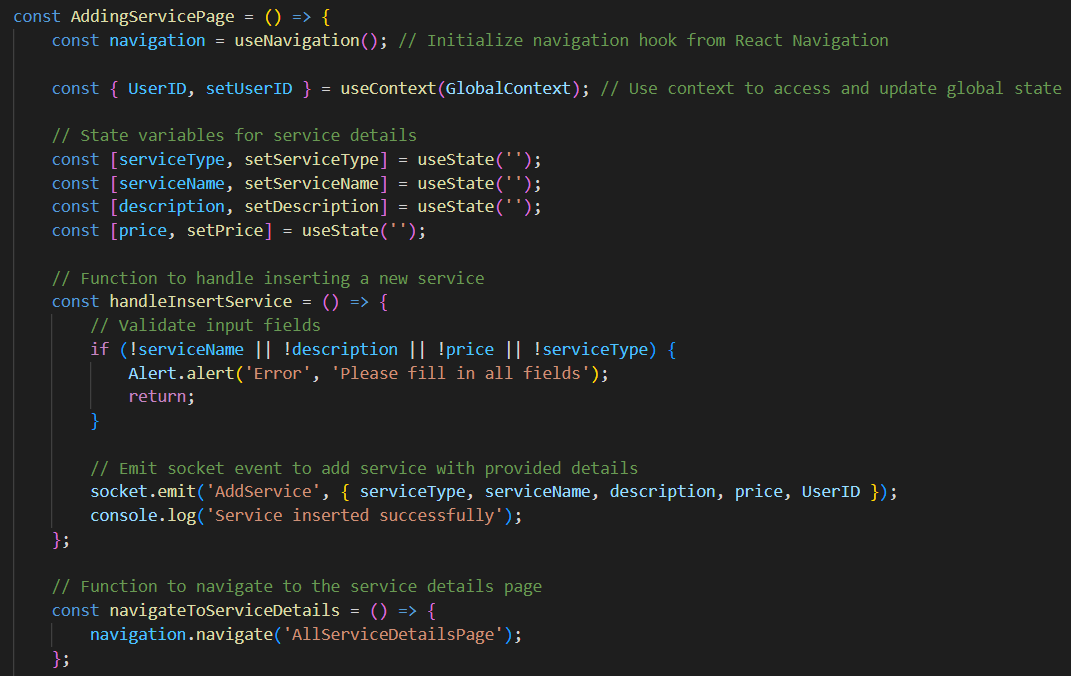 const AddingServicePage = () => {
    const navigation = useNavigation(); // Initialize navigation hook from React Navigation

    const { UserID, setUserID } = useContext(GlobalContext); // Use context to access and update global state

    // State variables for service details
    const [serviceType, setServiceType] = useState('');
    const [serviceName, setServiceName] = useState('');
    const [description, setDescription] = useState('');
    const [price, setPrice] = useState('');

    // Function to handle inserting a new service
    const handleInsertService = () => {
        // Validate input fields
        if (!serviceName || !description || !price || !serviceType) {
            Alert.alert('Error', 'Please fill in all fields');
            return;
        }

        // Emit socket event to add service with provided details
        socket.emit('AddService', { serviceType, serviceName, description, price, UserID });
        console.log('Service inserted successfully');
    };

    // Function to navigate to the service details page
    const navigateToServiceDetails = () => {
        navigation.navigate('AllServiceDetailsPage');
    };